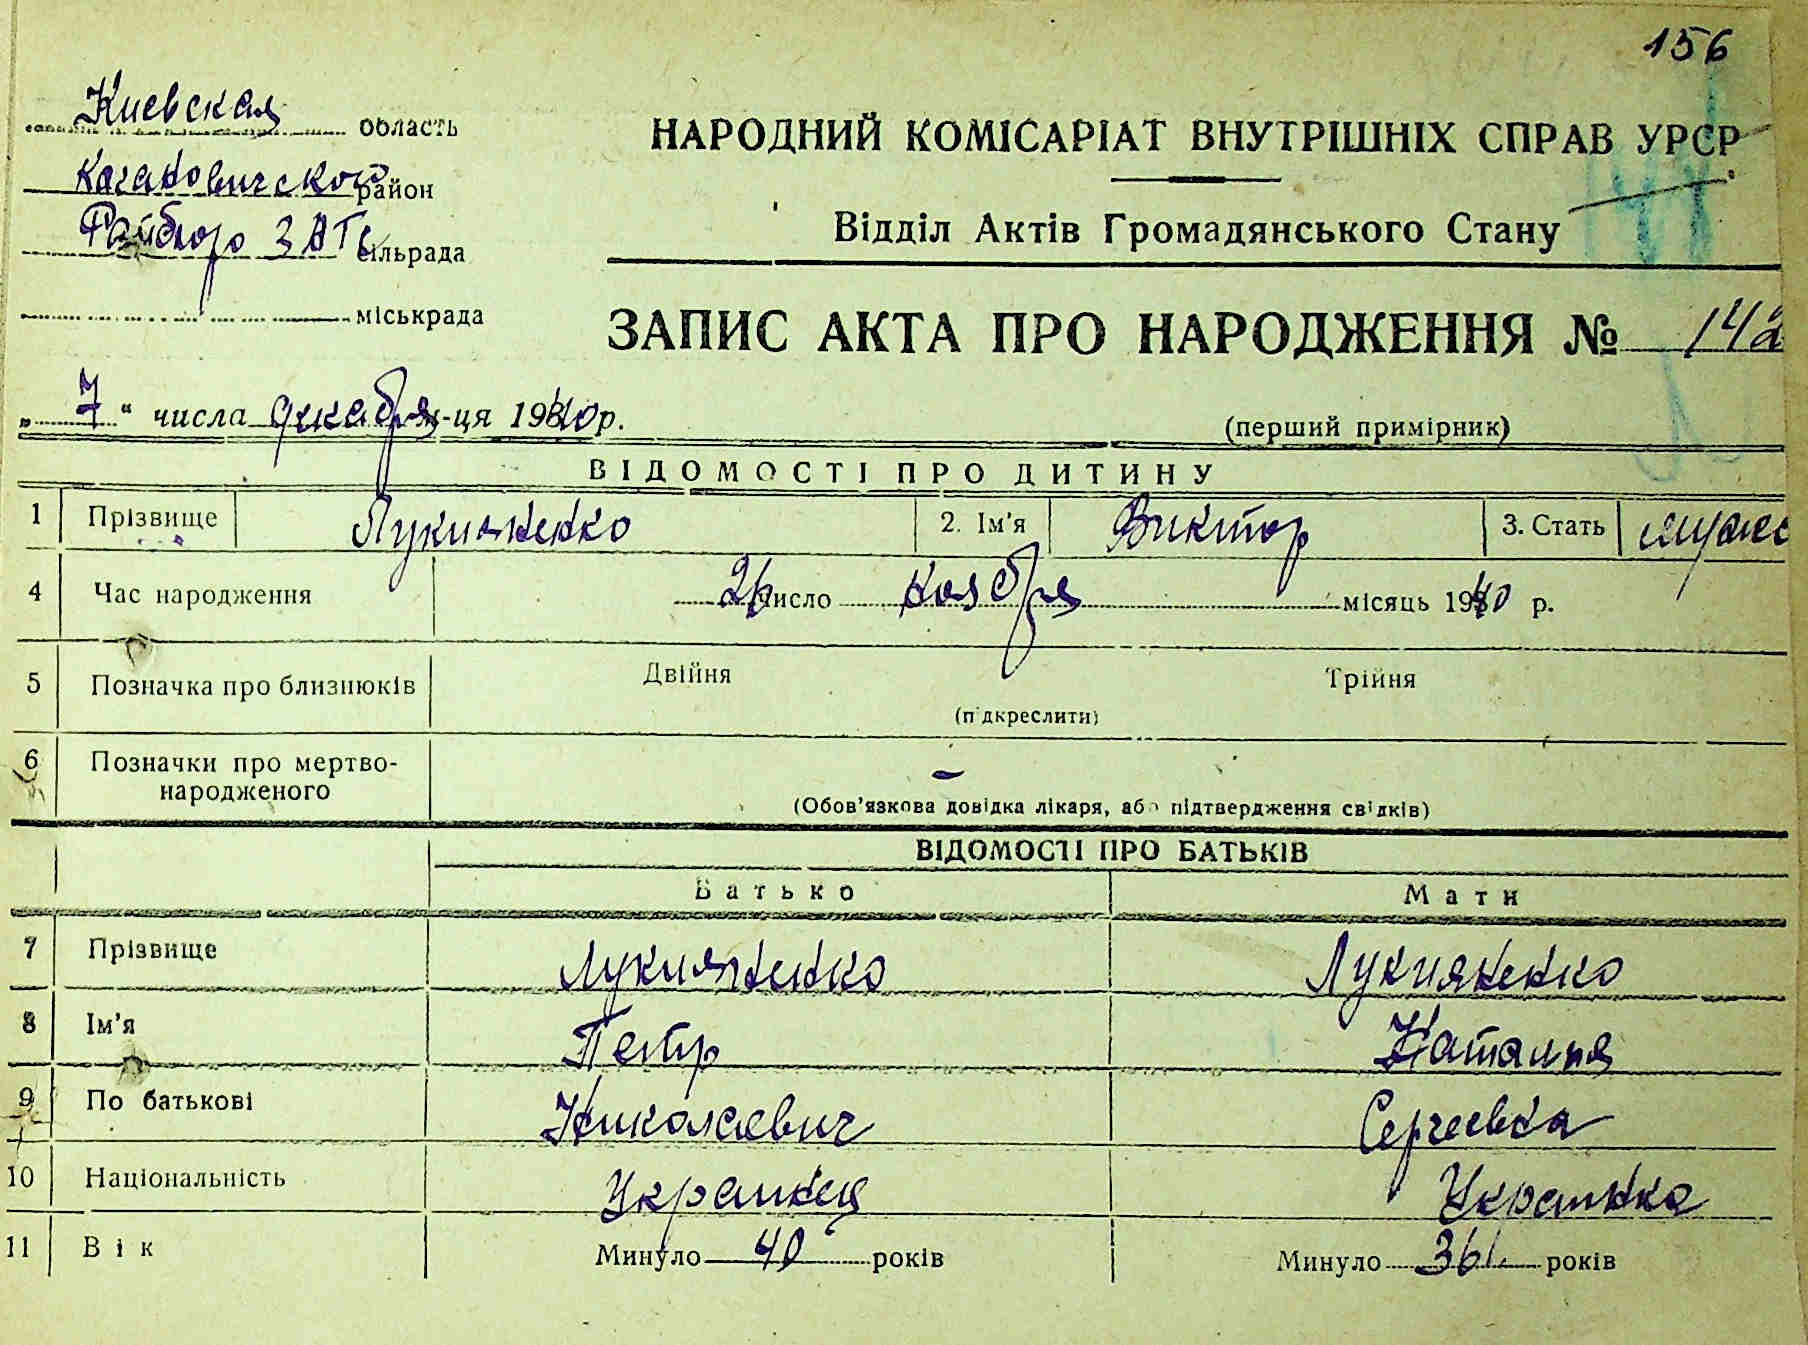 156
Киевская область
Кагановичского район
Райбюро ЗАГС сільрада
міськрада
НАРОДНИЙ КОМІСАРІАТ ВНУТРІШНІХ СПРАВ УРСР
Відділ Актів Громадянського Стану
ЗАПИС АКТА ПРО НАРОДЖЕННЯ № 142
„ 7 “ числа декабря м-ця 1940 р.
(перший примірник)
ВІДОМОСТІ ПРО ДИТИНУ
1 Прізвище Лукияненко 2. Ім'я Виктор 3. Стать мужс
4 Час народження 26 число ноября місяць 1940 р.
5 Позначка про близнюків Двійня Трійня
(підкреслити)
6 Позначки про мертво-
народженого –
(Обов'язкова довідка лікаря, або підтвердження свідків)
ВІДОМОСТІ ПРО БАТЬКІВ
Батько Мати
7 Прізвище Лукияненко Лукияненко
8 Ім'я Петр Наталия
9 По батькові Николаевич Сергеевна
10 Національність Украинец Украинка
11 Вік Минуло 40 років Минуло 36 років